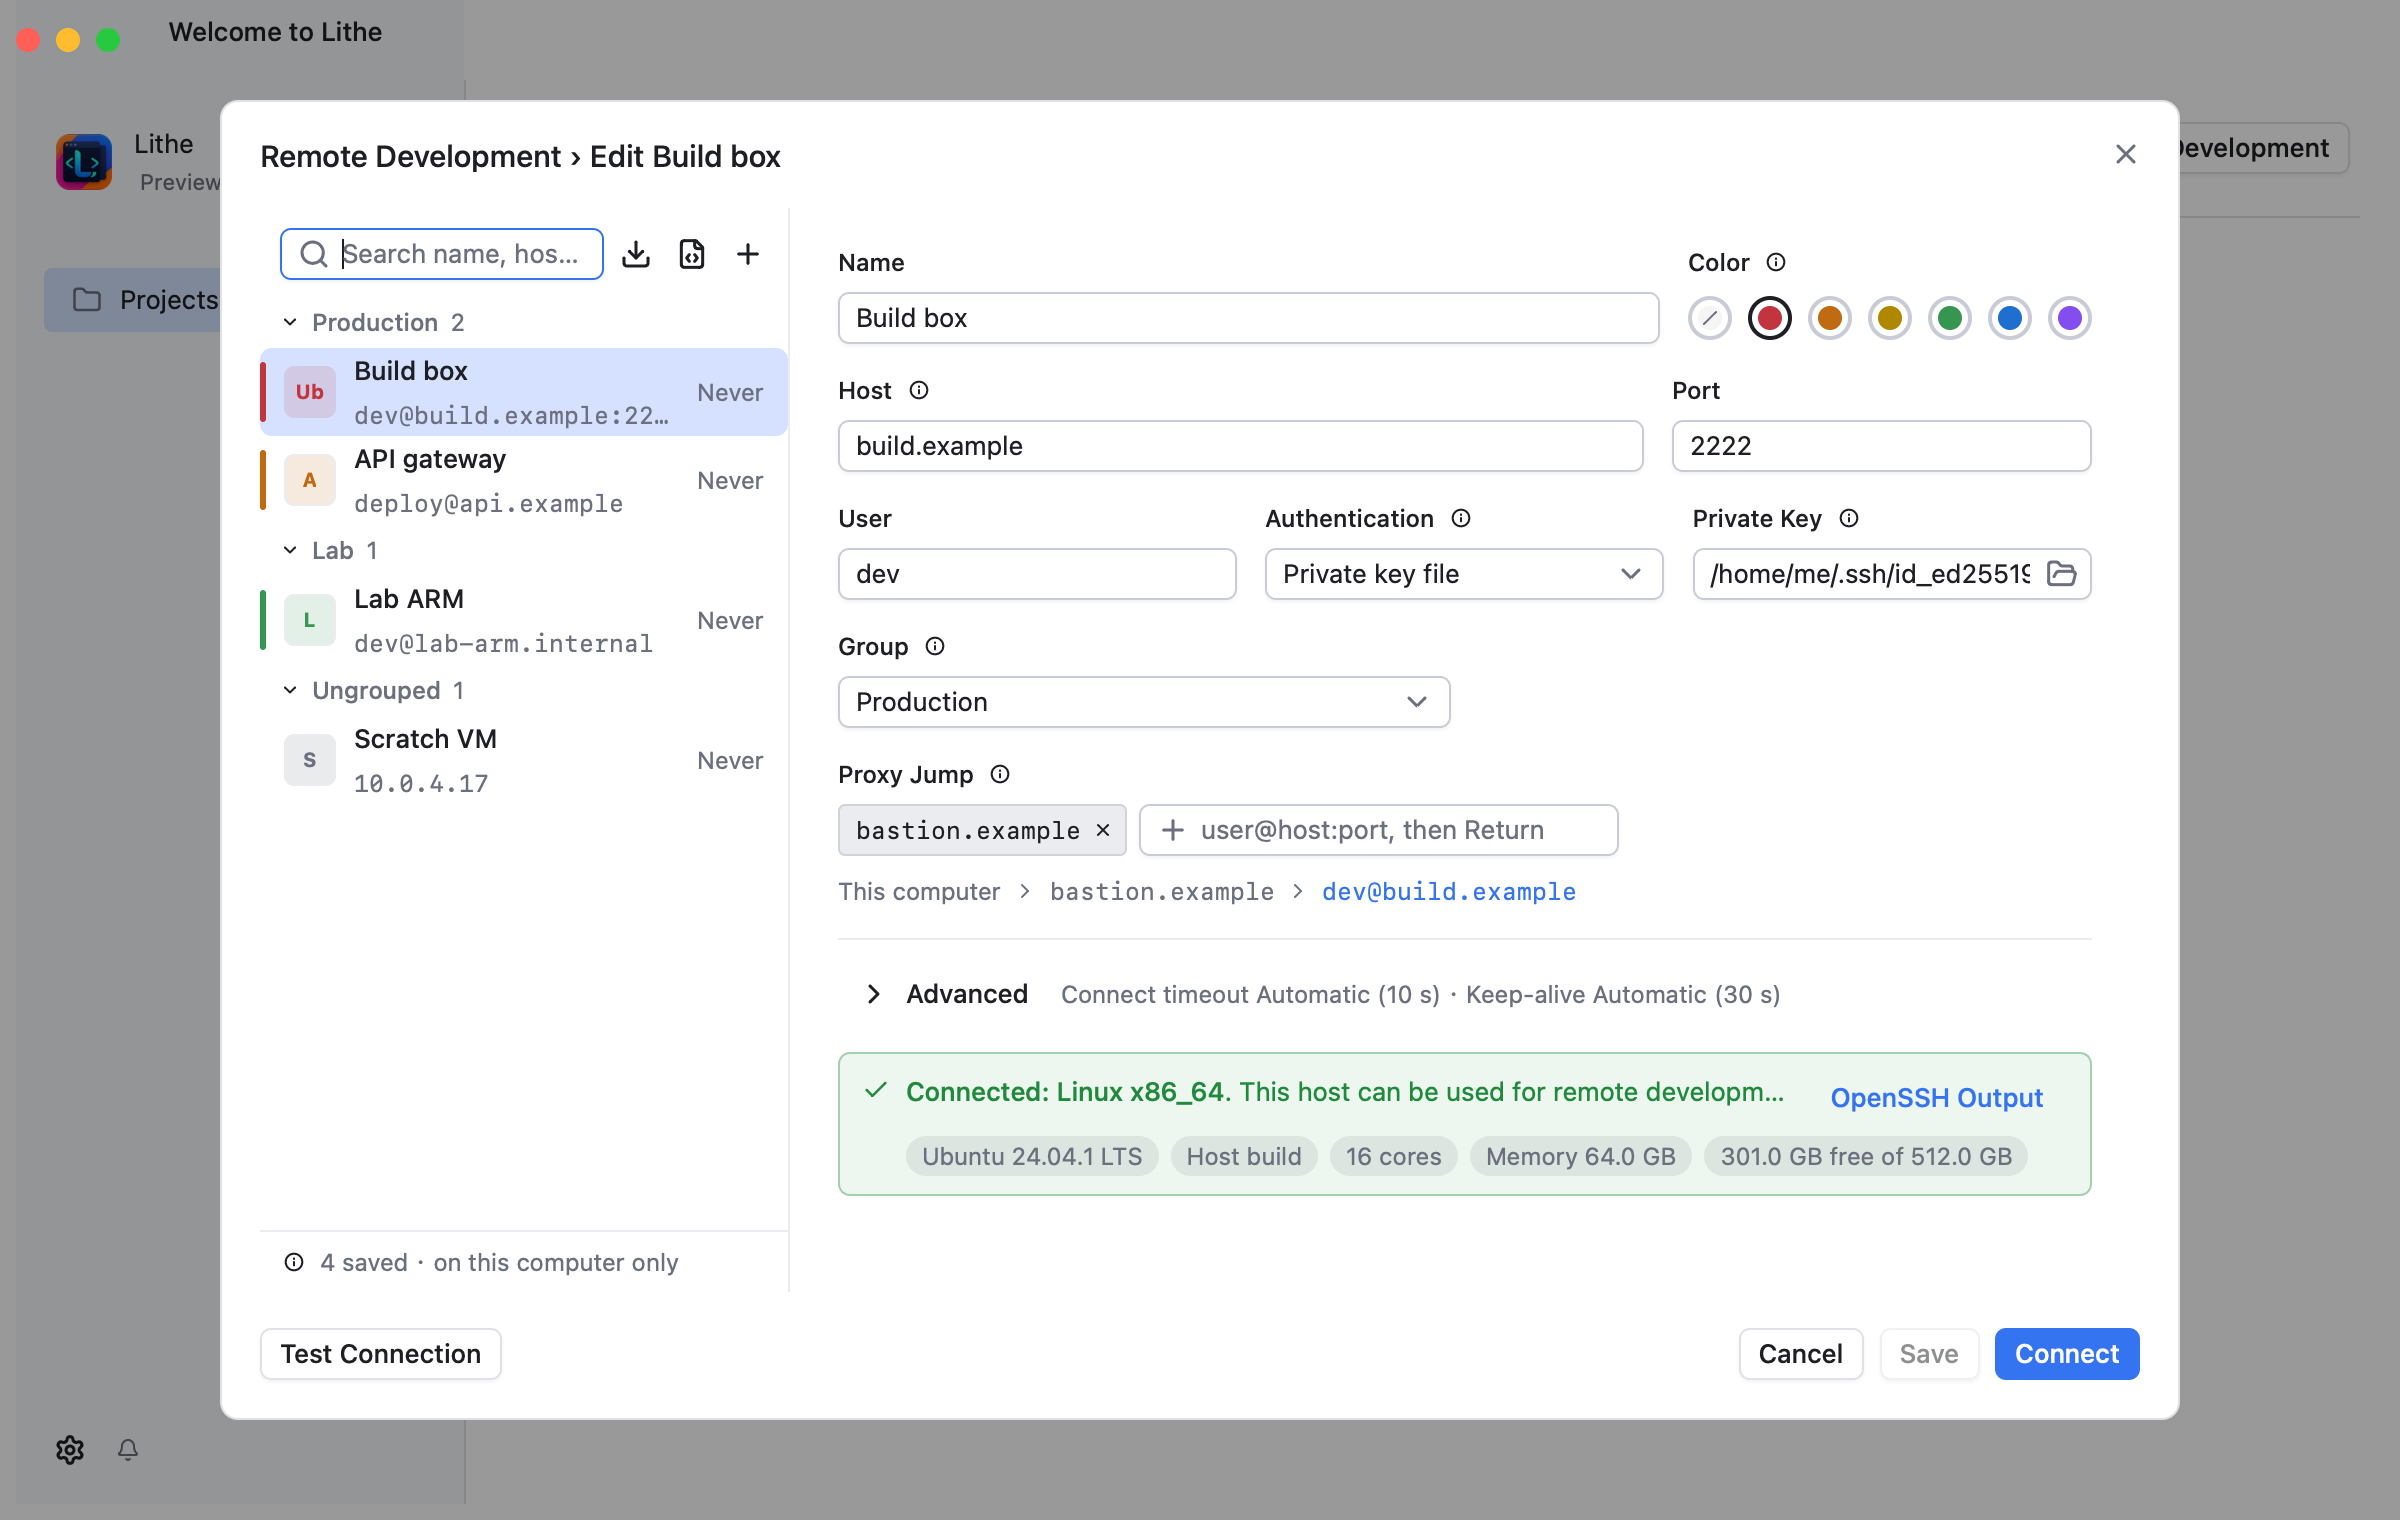 Welcome to Lithe
Lithe
Preview
Projects
Development
Remote Development › Edit Build box
Search name, hos...
Production 2
Ub
Build box
dev@build.example:22…
Never
A
API gateway
deploy@api.example
Never
Lab 1
L
Lab ARM
dev@lab-arm.internal
Never
Ungrouped 1
S
Scratch VM
10.0.4.17
Never
4 saved · on this computer only
Name
Build box
Color
Host
build.example
Port
2222
User
dev
Authentication
Private key file
Private Key
/home/me/.ssh/id_ed25519
Group
Production
Proxy Jump
bastion.example
user@host:port, then Return
This computer > bastion.example > dev@build.example
Advanced Connect timeout Automatic (10 s) · Keep-alive Automatic (30 s)
Connected: Linux x86_64. This host can be used for remote developm...
OpenSSH Output
Ubuntu 24.04.1 LTS Host build 16 cores Memory 64.0 GB 301.0 GB free of 512.0 GB
Test Connection
Cancel
Save
Connect